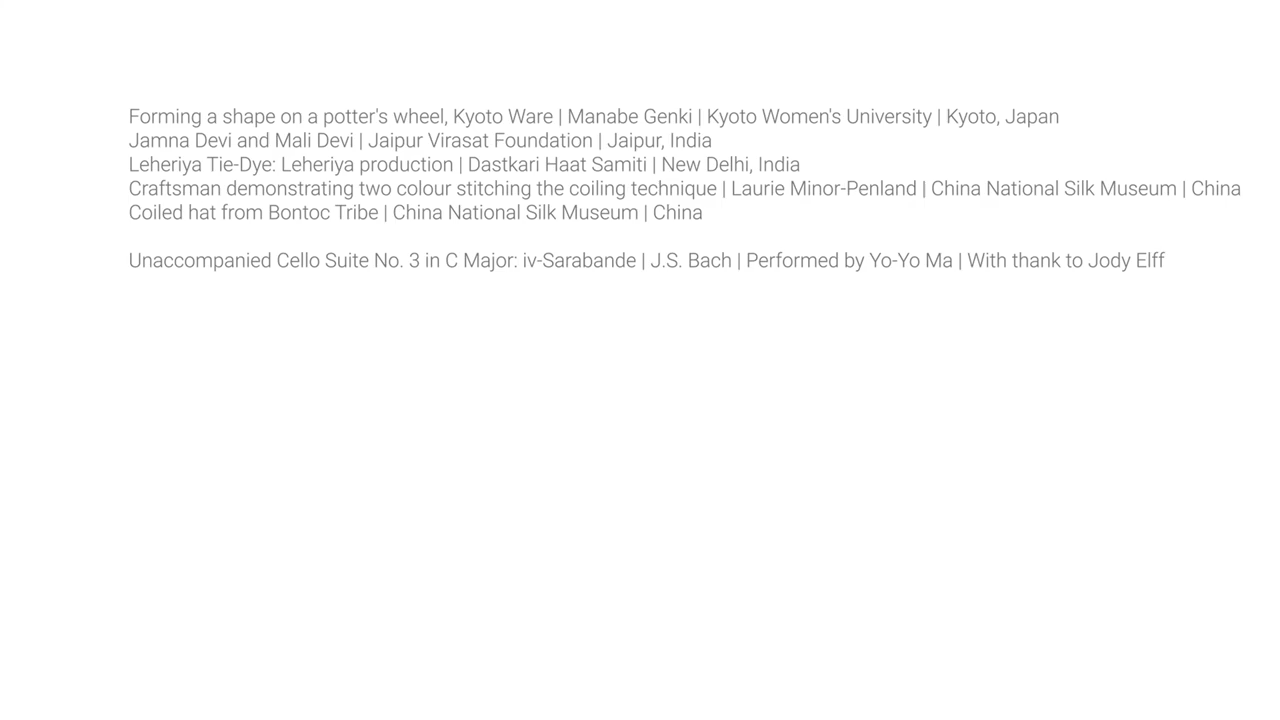 Forming a shape on a potter's wheel, Kyoto Ware | Manabe Genki | Kyoto Women's University | Kyoto, Japan
Jamna Devi and Mali Devi | Jaipur Virasat Foundation | Jaipur, India
Leheriya Tie-Dye: Leheriya production | Dastkari Haat Samiti | New Delhi, India
Craftsman demonstrating two colour stitching the coiling technique | Laurie Minor-Penland | China National Silk Museum | China
Coiled hat from Bontoc Tribe | China National Silk Museum | China
Unaccompanied Cello Suite No. 3 in C Major: iv-Sarabande | J.S. Bach | Performed by Yo-Yo Ma | With thank to Jody Elff